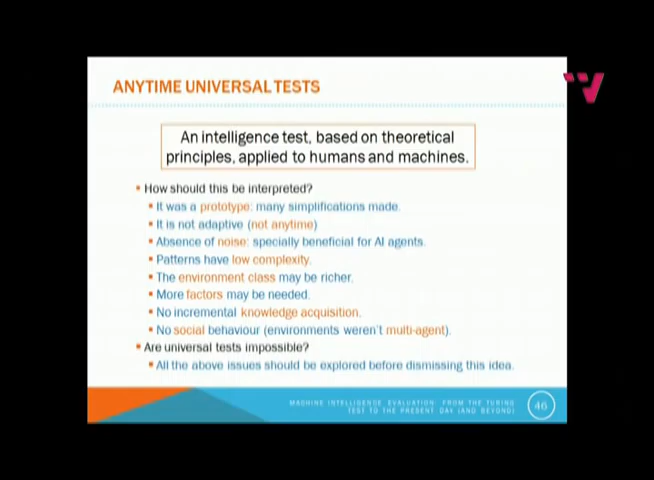 ANYTIME UNIVERSAL TESTS
An intelligence test, based on theoretical
principles, applied to humans and machines.
How should this be interpreted?
It was a prototype: many simplifications made.
It is not adaptive (not anytime)
Absence of noise: specially beneficial for AI agents.
Patterns have low complexity.
The environment class may be richer.
More factors may be needed.
No incremental knowledge acquisition.
No social behaviour (environments weren't multi-agent).
Are universal tests impossible?
All the above issues should be explored before dismissing this idea.
MACHINE INTELLIGENCE EVALUATION: FROM THE TURING
TEST TO THE PRESENT DAY (AND BEYOND)
46